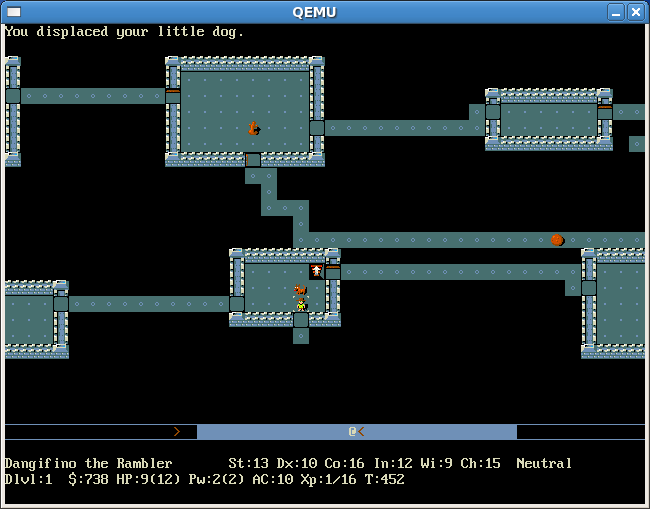 QEMU
You displaced your little dog.
> @<
Dangifino the Rambler St:13 Dx:10 Co:16 In:12 Wi:9 Ch:15 Neutral
Dlvl:1 $:738 HP:9(12) Pw:2(2) AC:10 Xp:1/16 T:452